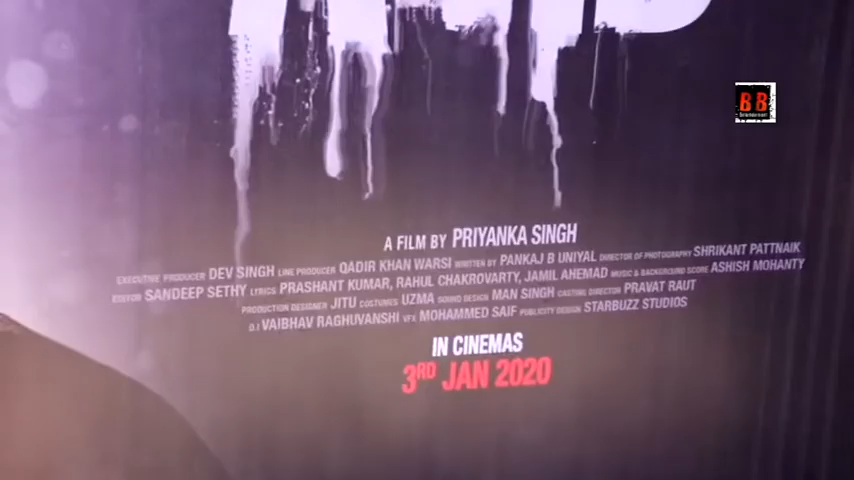 BB
A FILM BY PRIYANKA SINGH
EXECUTIVE PRODUCER DEV SINGH LINE PRODUCER QADIR KHAN WARSI WRITTEN BY PANKAJ B UNIYAL DIRECTOR OF PHOTOGRAPHY SHRIKANT PATTNAIK
EDITOR SANDEEP SETHY LYRICS PRASHANT KUMAR, RAHUL CHAKROVARTY, JAMIL AHEMAD MUSIC & BACKGROUND SCORE ASHISH MOHANTY
PRODUCTION DESIGNER JITU COSTUMES UZMA SOUND DESIGN MAN SINGH CASTING DIRECTOR PRAVAT RAUT
D.I VAIBHAV RAGHUVANSHI VFX MOHAMMED SAIF PUBLICITY DESIGN STARBUZZ STUDIOS
IN CINEMAS
3RD JAN 2020